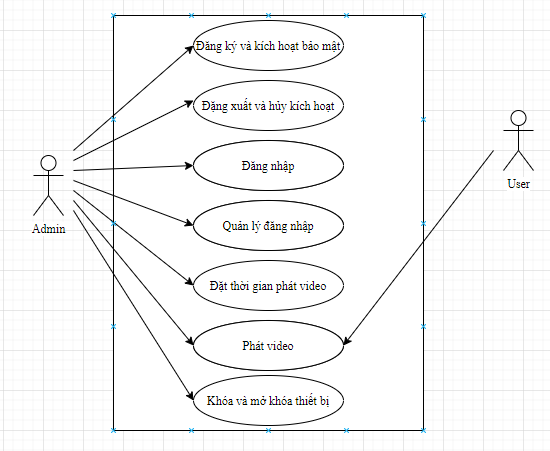 Đăng ký và kích hoạt bảo mật
Đặng xuất và hủy kích hoạt
Đăng nhập
Quản lý đăng nhập
Đặt thời gian phát video
Phát video
Khóa và mở khóa thiết bị
Admin
User